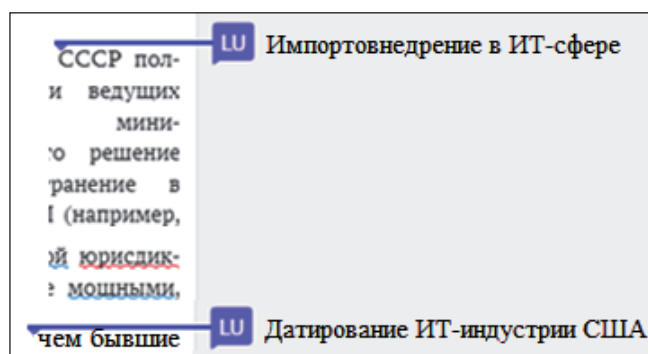 LU Импортовнедрение в ИТ-сфере
СССР пол-
и ведущих
мини-
решение
в
(например,
юрисдик-
мощными,
LU Датирование ИТ-индустрии США
чем бывшие